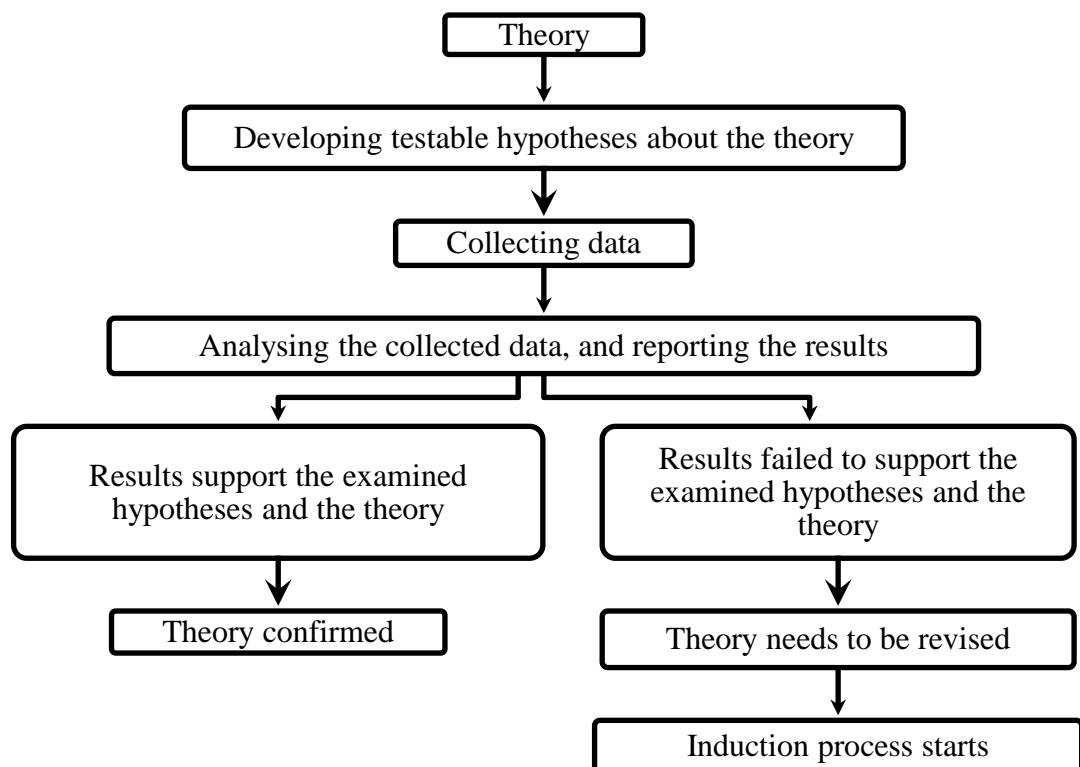 Theory
Developing testable hypotheses about the theory
Collecting data
Analysing the collected data, and reporting the results
Results support the examined
hypotheses and the theory
Results failed to support the
examined hypotheses and the
theory
Theory confirmed
Theory needs to be revised
Induction process starts